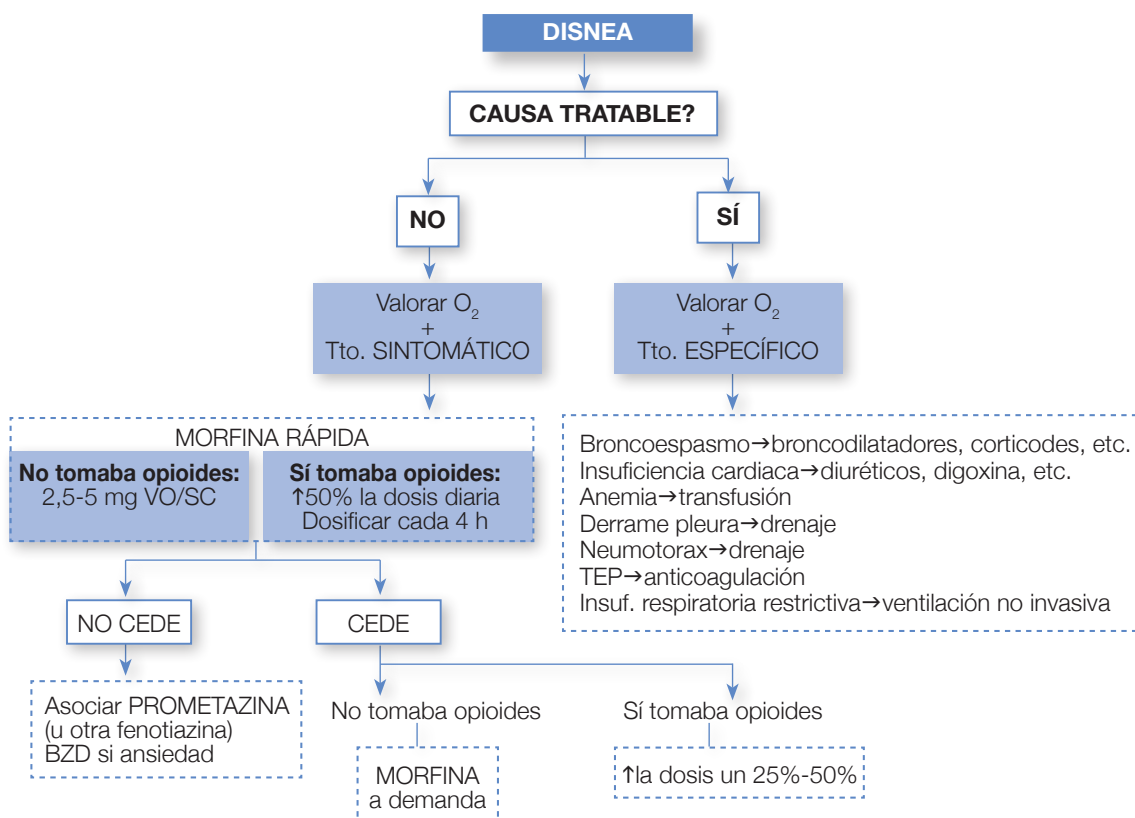 DISNEA
CAUSA TRATABLE?
NO
SÍ
Valorar O₂
+
Tto. SINTOMÁTICO
Valorar O₂
+
Tto. ESPECÍFICO
MORFINA RÁPIDA
No tomaba opioides:
2,5-5 mg VO/SC
Sí tomaba opioides:
↑50% la dosis diaria
Dosificar cada 4 h
Broncoespasmo→broncodilatadores, corticodes, etc.
Insuficiencia cardiaca→diuréticos, digoxina, etc.
Anemia→transfusión
Derrame pleura→drenaje
Neumotorax→drenaje
TEP→anticoagulación
Insuf. respiratoria restrictiva→ventilación no invasiva
NO CEDE
CEDE
Asociar PROMETAZINA
(u otra fenotiazina)
BZD si ansiedad
No tomaba opioides
Sí tomaba opioides
MORFINA
a demanda
↑la dosis un 25%-50%